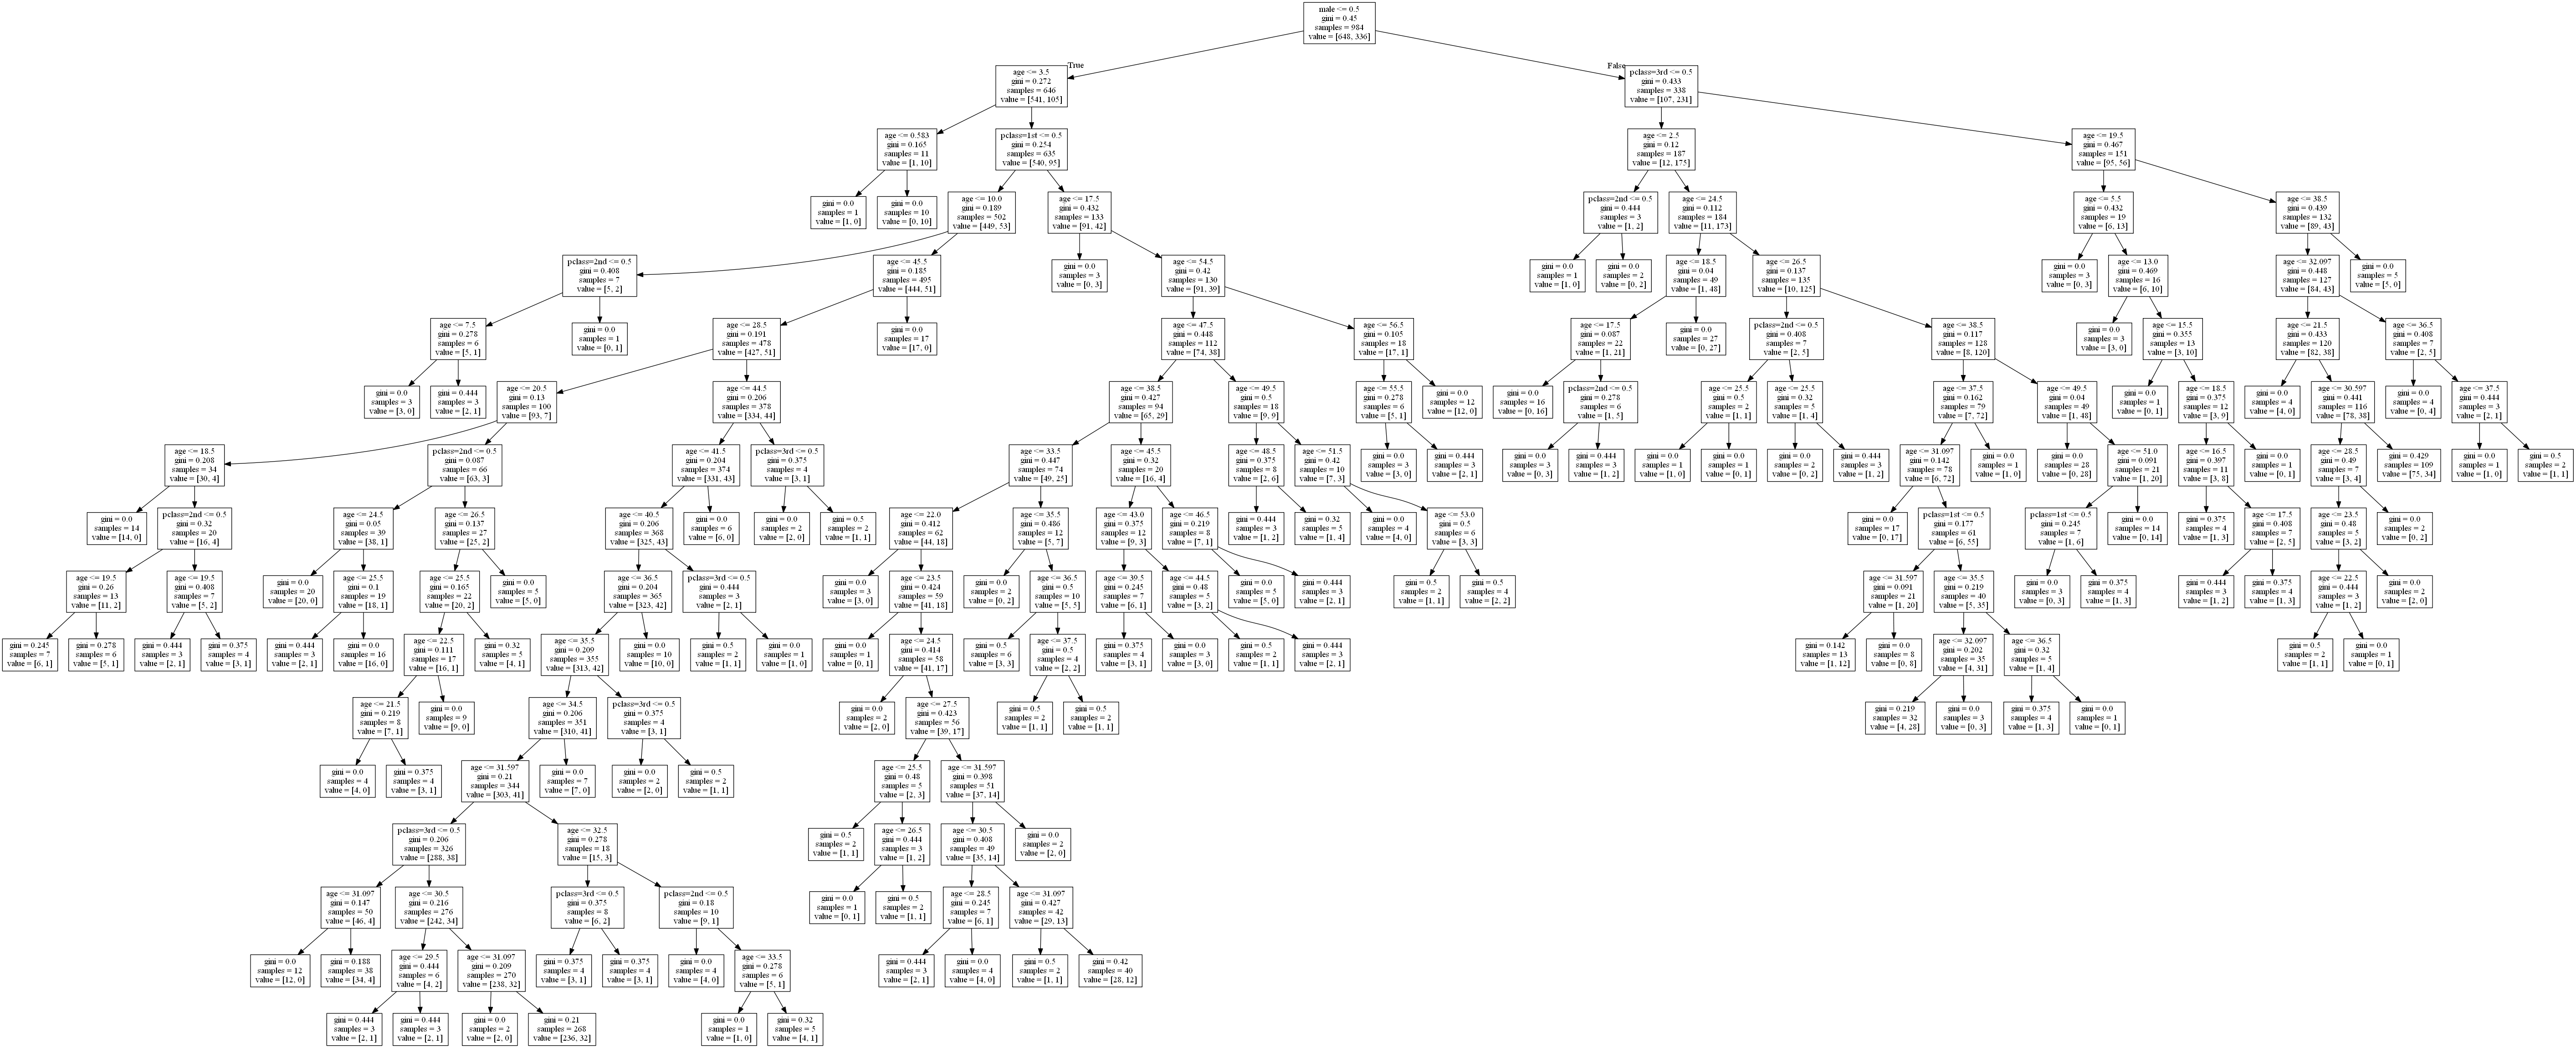 male <= 0.5
gini = 0.45
samples = 984
value = [648, 336]
True
False
age <= 3.5
gini = 0.272
samples = 646
value = [541, 105]
pclass=3rd <= 0.5
gini = 0.433
samples = 338
value = [107, 231]
age <= 0.583
gini = 0.165
samples = 11
value = [1, 10]
pclass=1st <= 0.5
gini = 0.254
samples = 635
value = [540, 95]
age <= 2.5
gini = 0.12
samples = 187
value = [12, 175]
age <= 19.5
gini = 0.467
samples = 151
value = [95, 56]
gini = 0.0
samples = 1
value = [1, 0]
gini = 0.0
samples = 10
value = [0, 10]
age <= 10.0
gini = 0.189
samples = 502
value = [449, 53]
age <= 17.5
gini = 0.432
samples = 133
value = [91, 42]
pclass=2nd <= 0.5
gini = 0.444
samples = 3
value = [1, 2]
age <= 24.5
gini = 0.112
samples = 184
value = [11, 173]
age <= 5.5
gini = 0.432
samples = 19
value = [6, 13]
age <= 38.5
gini = 0.439
samples = 132
value = [89, 43]
pclass=2nd <= 0.5
gini = 0.408
samples = 7
value = [5, 2]
age <= 45.5
gini = 0.185
samples = 495
value = [444, 51]
gini = 0.0
samples = 3
value = [0, 3]
age <= 54.5
gini = 0.42
samples = 130
value = [91, 39]
gini = 0.0
samples = 1
value = [1, 0]
gini = 0.0
samples = 2
value = [0, 2]
age <= 18.5
gini = 0.04
samples = 49
value = [1, 48]
age <= 26.5
gini = 0.137
samples = 135
value = [10, 125]
gini = 0.0
samples = 3
value = [0, 3]
age <= 13.0
gini = 0.469
samples = 16
value = [6, 10]
age <= 32.097
gini = 0.448
samples = 127
value = [84, 43]
gini = 0.0
samples = 5
value = [5, 0]
age <= 7.5
gini = 0.278
samples = 6
value = [5, 1]
gini = 0.0
samples = 1
value = [0, 1]
age <= 28.5
gini = 0.191
samples = 478
value = [427, 51]
gini = 0.0
samples = 17
value = [17, 0]
age <= 47.5
gini = 0.448
samples = 112
value = [74, 38]
age <= 56.5
gini = 0.105
samples = 18
value = [17, 1]
age <= 17.5
gini = 0.087
samples = 22
value = [1, 21]
gini = 0.0
samples = 27
value = [0, 27]
pclass=2nd <= 0.5
gini = 0.408
samples = 7
value = [2, 5]
age <= 38.5
gini = 0.117
samples = 128
value = [8, 120]
gini = 0.0
samples = 3
value = [3, 0]
age <= 15.5
gini = 0.355
samples = 13
value = [3, 10]
age <= 21.5
gini = 0.433
samples = 120
value = [82, 38]
age <= 36.5
gini = 0.408
samples = 7
value = [2, 5]
gini = 0.0
samples = 3
value = [3, 0]
gini = 0.444
samples = 3
value = [2, 1]
age <= 20.5
gini = 0.13
samples = 100
value = [93, 7]
age <= 44.5
gini = 0.206
samples = 378
value = [334, 44]
age <= 38.5
gini = 0.427
samples = 94
value = [65, 29]
age <= 49.5
gini = 0.5
samples = 18
value = [9, 9]
age <= 55.5
gini = 0.278
samples = 6
value = [5, 1]
gini = 0.0
samples = 12
value = [12, 0]
gini = 0.0
samples = 16
value = [0, 16]
pclass=2nd <= 0.5
gini = 0.278
samples = 6
value = [1, 5]
age <= 25.5
gini = 0.5
samples = 2
value = [1, 1]
age <= 25.5
gini = 0.32
samples = 5
value = [1, 4]
age <= 37.5
gini = 0.162
samples = 79
value = [7, 72]
age <= 49.5
gini = 0.04
samples = 49
value = [1, 48]
gini = 0.0
samples = 1
value = [0, 1]
age <= 18.5
gini = 0.375
samples = 12
value = [3, 9]
gini = 0.0
samples = 4
value = [4, 0]
age <= 30.597
gini = 0.441
samples = 116
value = [78, 38]
gini = 0.0
samples = 4
value = [0, 4]
age <= 37.5
gini = 0.444
samples = 3
value = [2, 1]
age <= 18.5
gini = 0.208
samples = 34
value = [30, 4]
pclass=2nd <= 0.5
gini = 0.087
samples = 66
value = [63, 3]
age <= 41.5
gini = 0.204
samples = 374
value = [331, 43]
pclass=3rd <= 0.5
gini = 0.375
samples = 4
value = [3, 1]
age <= 33.5
gini = 0.447
samples = 74
value = [49, 25]
age <= 45.5
gini = 0.32
samples = 20
value = [16, 4]
age <= 48.5
gini = 0.375
samples = 8
value = [2, 6]
age <= 51.5
gini = 0.42
samples = 10
value = [7, 3]
gini = 0.0
samples = 3
value = [3, 0]
gini = 0.444
samples = 3
value = [2, 1]
gini = 0.0
samples = 3
value = [0, 3]
gini = 0.444
samples = 3
value = [1, 2]
gini = 0.0
samples = 1
value = [1, 0]
gini = 0.0
samples = 1
value = [0, 1]
gini = 0.0
samples = 2
value = [0, 2]
gini = 0.444
samples = 3
value = [1, 2]
age <= 31.097
gini = 0.142
samples = 78
value = [6, 72]
gini = 0.0
samples = 1
value = [1, 0]
gini = 0.0
samples = 28
value = [0, 28]
age <= 51.0
gini = 0.091
samples = 21
value = [1, 20]
age <= 16.5
gini = 0.397
samples = 11
value = [3, 8]
gini = 0.0
samples = 1
value = [0, 1]
age <= 28.5
gini = 0.49
samples = 7
value = [3, 4]
gini = 0.429
samples = 109
value = [75, 34]
gini = 0.0
samples = 1
value = [1, 0]
gini = 0.5
samples = 2
value = [1, 1]
gini = 0.0
samples = 14
value = [14, 0]
pclass=2nd <= 0.5
gini = 0.32
samples = 20
value = [16, 4]
age <= 24.5
gini = 0.05
samples = 39
value = [38, 1]
age <= 26.5
gini = 0.137
samples = 27
value = [25, 2]
age <= 40.5
gini = 0.206
samples = 368
value = [325, 43]
gini = 0.0
samples = 6
value = [6, 0]
gini = 0.0
samples = 2
value = [2, 0]
gini = 0.5
samples = 2
value = [1, 1]
age <= 22.0
gini = 0.412
samples = 62
value = [44, 18]
age <= 35.5
gini = 0.486
samples = 12
value = [5, 7]
age <= 43.0
gini = 0.375
samples = 12
value = [9, 3]
age <= 46.5
gini = 0.219
samples = 8
value = [7, 1]
gini = 0.444
samples = 3
value = [1, 2]
gini = 0.32
samples = 5
value = [1, 4]
gini = 0.0
samples = 4
value = [4, 0]
age <= 53.0
gini = 0.5
samples = 6
value = [3, 3]
gini = 0.0
samples = 17
value = [0, 17]
pclass=1st <= 0.5
gini = 0.177
samples = 61
value = [6, 55]
pclass=1st <= 0.5
gini = 0.245
samples = 7
value = [1, 6]
gini = 0.0
samples = 14
value = [0, 14]
gini = 0.375
samples = 4
value = [1, 3]
age <= 17.5
gini = 0.408
samples = 7
value = [2, 5]
age <= 23.5
gini = 0.48
samples = 5
value = [3, 2]
gini = 0.0
samples = 2
value = [0, 2]
age <= 19.5
gini = 0.26
samples = 13
value = [11, 2]
age <= 19.5
gini = 0.408
samples = 7
value = [5, 2]
gini = 0.0
samples = 20
value = [20, 0]
age <= 25.5
gini = 0.1
samples = 19
value = [18, 1]
age <= 25.5
gini = 0.165
samples = 22
value = [20, 2]
gini = 0.0
samples = 5
value = [5, 0]
age <= 36.5
gini = 0.204
samples = 365
value = [323, 42]
pclass=3rd <= 0.5
gini = 0.444
samples = 3
value = [2, 1]
gini = 0.0
samples = 3
value = [3, 0]
age <= 23.5
gini = 0.424
samples = 59
value = [41, 18]
gini = 0.0
samples = 2
value = [0, 2]
age <= 36.5
gini = 0.5
samples = 10
value = [5, 5]
age <= 39.5
gini = 0.245
samples = 7
value = [6, 1]
age <= 44.5
gini = 0.48
samples = 5
value = [3, 2]
gini = 0.0
samples = 5
value = [5, 0]
gini = 0.444
samples = 3
value = [2, 1]
gini = 0.5
samples = 2
value = [1, 1]
gini = 0.5
samples = 4
value = [2, 2]
age <= 31.597
gini = 0.091
samples = 21
value = [1, 20]
age <= 35.5
gini = 0.219
samples = 40
value = [5, 35]
gini = 0.0
samples = 3
value = [0, 3]
gini = 0.375
samples = 4
value = [1, 3]
gini = 0.444
samples = 3
value = [1, 2]
gini = 0.375
samples = 4
value = [1, 3]
age <= 22.5
gini = 0.444
samples = 3
value = [1, 2]
gini = 0.0
samples = 2
value = [2, 0]
gini = 0.245
samples = 7
value = [6, 1]
gini = 0.278
samples = 6
value = [5, 1]
gini = 0.444
samples = 3
value = [2, 1]
gini = 0.375
samples = 4
value = [3, 1]
gini = 0.444
samples = 3
value = [2, 1]
gini = 0.0
samples = 16
value = [16, 0]
age <= 22.5
gini = 0.111
samples = 17
value = [16, 1]
gini = 0.32
samples = 5
value = [4, 1]
age <= 35.5
gini = 0.209
samples = 355
value = [313, 42]
gini = 0.0
samples = 10
value = [10, 0]
gini = 0.5
samples = 2
value = [1, 1]
gini = 0.0
samples = 1
value = [1, 0]
gini = 0.0
samples = 1
value = [0, 1]
age <= 24.5
gini = 0.414
samples = 58
value = [41, 17]
gini = 0.5
samples = 6
value = [3, 3]
age <= 37.5
gini = 0.5
samples = 4
value = [2, 2]
gini = 0.375
samples = 4
value = [3, 1]
gini = 0.0
samples = 3
value = [3, 0]
gini = 0.5
samples = 2
value = [1, 1]
gini = 0.444
samples = 3
value = [2, 1]
gini = 0.142
samples = 13
value = [1, 12]
gini = 0.0
samples = 8
value = [0, 8]
age <= 32.097
gini = 0.202
samples = 35
value = [4, 31]
age <= 36.5
gini = 0.32
samples = 5
value = [1, 4]
gini = 0.5
samples = 2
value = [1, 1]
gini = 0.0
samples = 1
value = [0, 1]
age <= 21.5
gini = 0.219
samples = 8
value = [7, 1]
gini = 0.0
samples = 9
value = [9, 0]
age <= 34.5
gini = 0.206
samples = 351
value = [310, 41]
pclass=3rd <= 0.5
gini = 0.375
samples = 4
value = [3, 1]
gini = 0.0
samples = 2
value = [2, 0]
age <= 27.5
gini = 0.423
samples = 56
value = [39, 17]
gini = 0.5
samples = 2
value = [1, 1]
gini = 0.5
samples = 2
value = [1, 1]
gini = 0.219
samples = 32
value = [4, 28]
gini = 0.0
samples = 3
value = [0, 3]
gini = 0.375
samples = 4
value = [1, 3]
gini = 0.0
samples = 1
value = [0, 1]
gini = 0.0
samples = 4
value = [4, 0]
gini = 0.375
samples = 4
value = [3, 1]
age <= 31.597
gini = 0.21
samples = 344
value = [303, 41]
gini = 0.0
samples = 7
value = [7, 0]
gini = 0.0
samples = 2
value = [2, 0]
gini = 0.5
samples = 2
value = [1, 1]
age <= 25.5
gini = 0.48
samples = 5
value = [2, 3]
age <= 31.597
gini = 0.398
samples = 51
value = [37, 14]
pclass=3rd <= 0.5
gini = 0.206
samples = 326
value = [288, 38]
age <= 32.5
gini = 0.278
samples = 18
value = [15, 3]
gini = 0.5
samples = 2
value = [1, 1]
age <= 26.5
gini = 0.444
samples = 3
value = [1, 2]
age <= 30.5
gini = 0.408
samples = 49
value = [35, 14]
gini = 0.0
samples = 2
value = [2, 0]
age <= 31.097
gini = 0.147
samples = 50
value = [46, 4]
age <= 30.5
gini = 0.216
samples = 276
value = [242, 34]
pclass=3rd <= 0.5
gini = 0.375
samples = 8
value = [6, 2]
pclass=2nd <= 0.5
gini = 0.18
samples = 10
value = [9, 1]
gini = 0.0
samples = 1
value = [0, 1]
gini = 0.5
samples = 2
value = [1, 1]
age <= 28.5
gini = 0.245
samples = 7
value = [6, 1]
age <= 31.097
gini = 0.427
samples = 42
value = [29, 13]
gini = 0.0
samples = 12
value = [12, 0]
gini = 0.188
samples = 38
value = [34, 4]
age <= 29.5
gini = 0.444
samples = 6
value = [4, 2]
age <= 31.097
gini = 0.209
samples = 270
value = [238, 32]
gini = 0.375
samples = 4
value = [3, 1]
gini = 0.375
samples = 4
value = [3, 1]
gini = 0.0
samples = 4
value = [4, 0]
age <= 33.5
gini = 0.278
samples = 6
value = [5, 1]
gini = 0.444
samples = 3
value = [2, 1]
gini = 0.0
samples = 4
value = [4, 0]
gini = 0.5
samples = 2
value = [1, 1]
gini = 0.42
samples = 40
value = [28, 12]
gini = 0.444
samples = 3
value = [2, 1]
gini = 0.444
samples = 3
value = [2, 1]
gini = 0.0
samples = 2
value = [2, 0]
gini = 0.21
samples = 268
value = [236, 32]
gini = 0.0
samples = 1
value = [1, 0]
gini = 0.32
samples = 5
value = [4, 1]